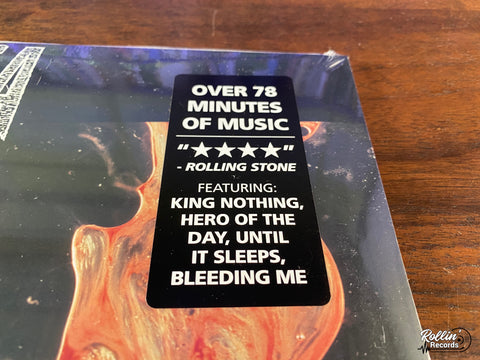 OVER 78
MINUTES
OF MUSIC
"★★★★"
- ROLLING STONE
FEATURING:
KING NOTHING,
HERO OF THE
DAY, UNTIL
IT SLEEPS,
BLEEDING ME
Rollin'
Records